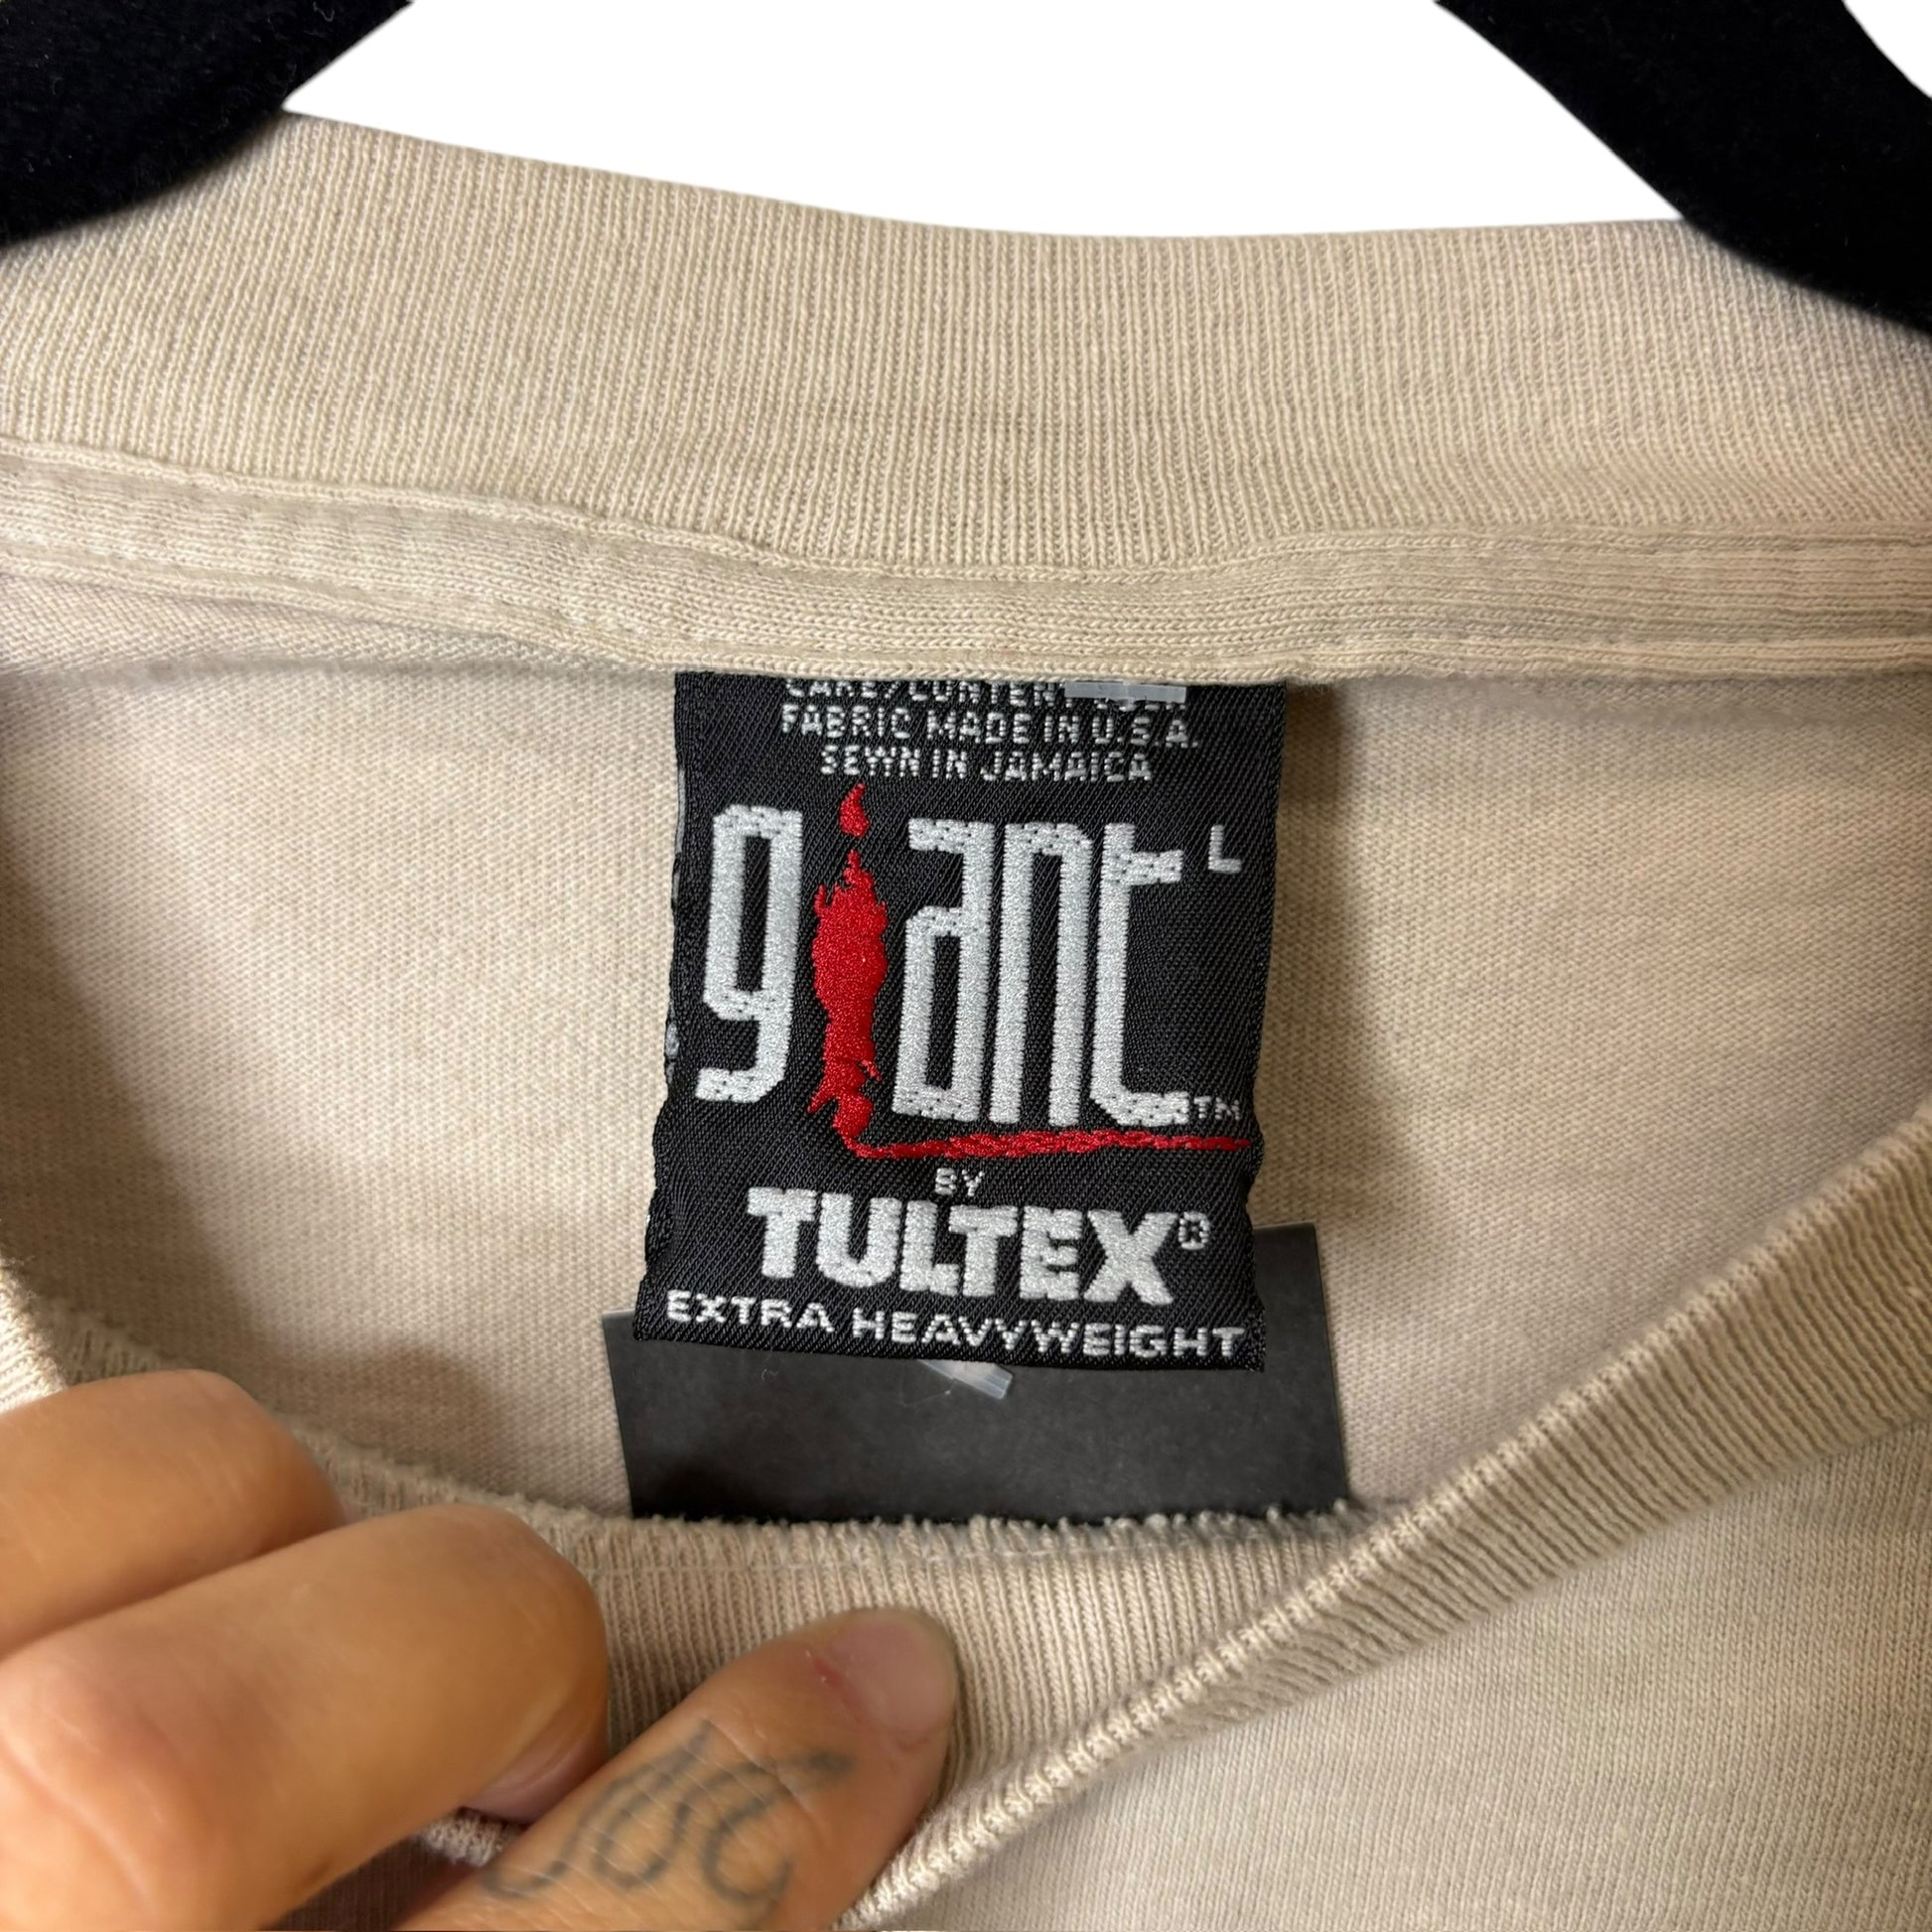 FABRIC MADE IN U.S.A.
SEWN IN JAMAICA
giant L
TM
BY
TULTEX®
EXTRA HEAVYWEIGHT